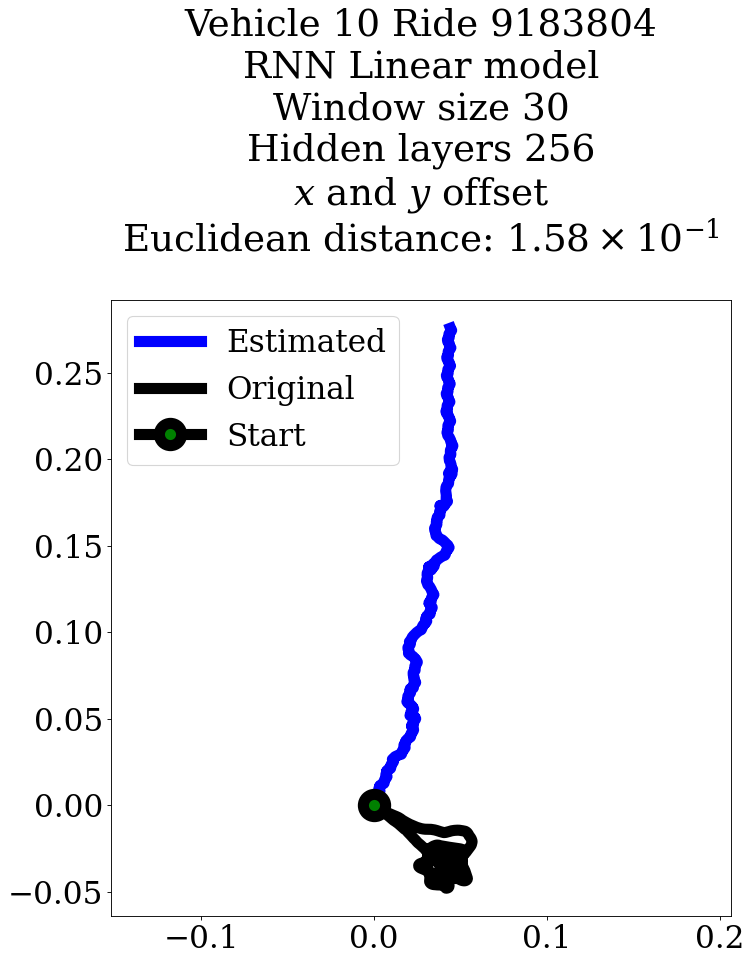 Vehicle 10 Ride 9183804
RNN Linear model
Window size 30
Hidden layers 256
x and y offset
Euclidean distance: 1.58 × 10⁻¹
Estimated
Original
Start
0.25
0.20
0.15
0.10
0.05
0.00
−0.05
−0.1 0.0 0.1 0.2